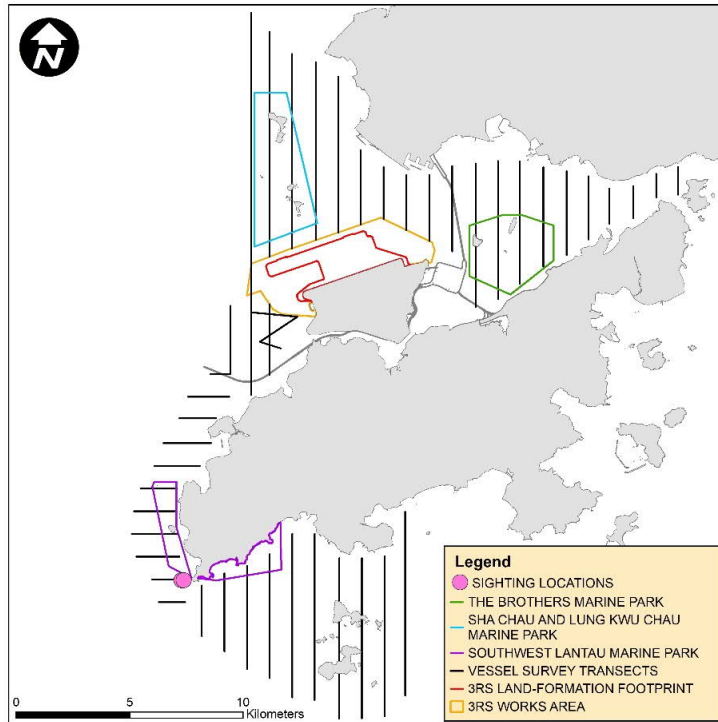 N
Legend
SIGHTING LOCATIONS
THE BROTHERS MARINE PARK
SHA CHAU AND LUNG KWU CHAU
MARINE PARK
SOUTHWEST LANTAU MARINE PARK
VESSEL SURVEY TRANSECTS
3RS LAND-FORMATION FOOTPRINT
3RS WORKS AREA
0 5 10
Kilometers